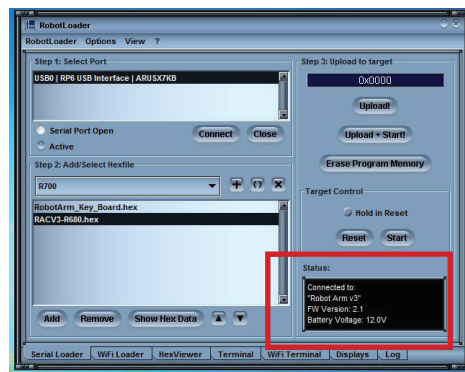 RobotLoader
RobotLoader Options View ?
Step 1: Select Port
USB0 | RP6 USB Interface | ARUSX7KB
Serial Port Open
Active
Connect Close
Step 2: Add/Select Hexfile
R700
RobotArm_Key_Board.hex
RACV3-R680.hex
Add Remove Show Hex Data
Step 3: Upload to target
0x0000
Upload!
Upload + Start!
Erase Program Memory
Target Control
Hold in Reset
Reset Start
Status:
Connected to:
"Robot Arm v3"
FW Version: 2.1
Battery Voltage: 12.0V
Serial Loader WiFi Loader HexViewer Terminal WiFi Terminal Displays Log